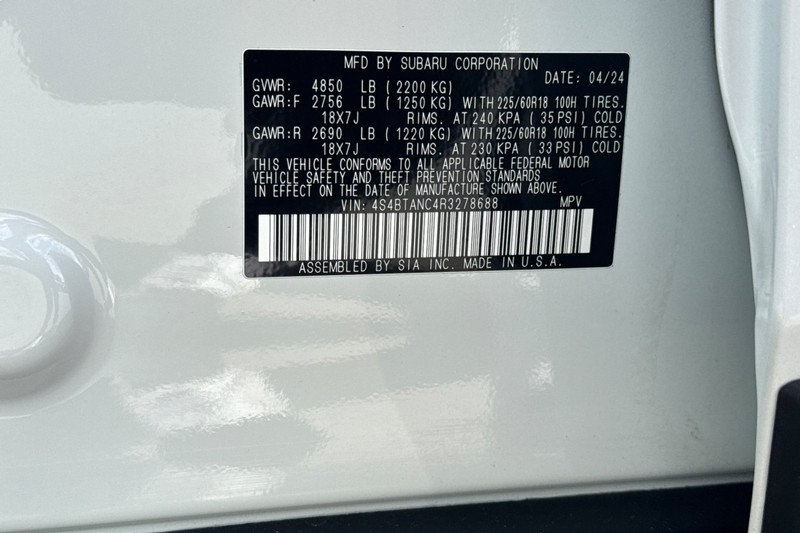 MFD BY SUBARU CORPORATION
DATE: 04/24
GVWR: 4850 LB (2200 KG)
GAWR:F 2756 LB (1250 KG) WITH 225/60R18 100H TIRES.
18X7J RIMS. AT 240 KPA (35 PSI) COLD
GAWR:R 2690 LB (1220 KG) WITH 225/60R18 100H TIRES.
18X7J RIMS. AT 230 KPA (33 PSI) COLD
THIS VEHICLE CONFORMS TO ALL APPLICABLE FEDERAL MOTOR
VEHICLE SAFETY AND THEFT PREVENTION STANDARDS
IN EFFECT ON THE DATE OF MANUFACTURE SHOWN ABOVE.
VIN: 4S4BTANC4R3278688 MPV
ASSEMBLED BY SIA INC. MADE IN U.S.A.